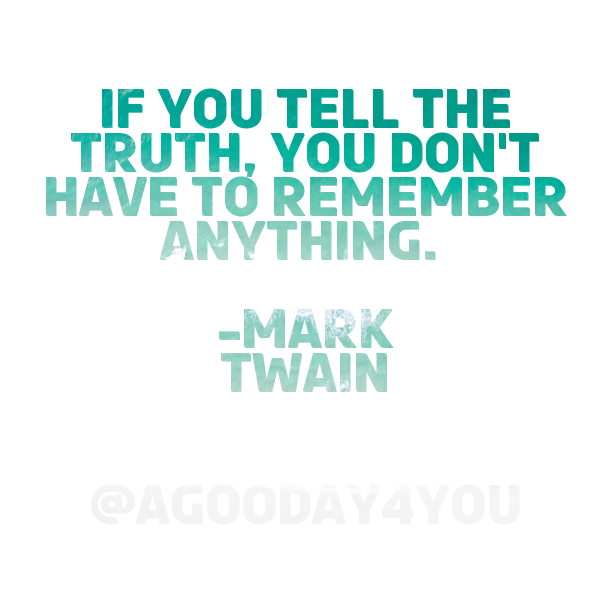 IF YOU TELL THE
TRUTH, YOU DON'T
HAVE TO REMEMBER
ANYTHING.
-MARK
TWAIN
@AGOODAY4YOU